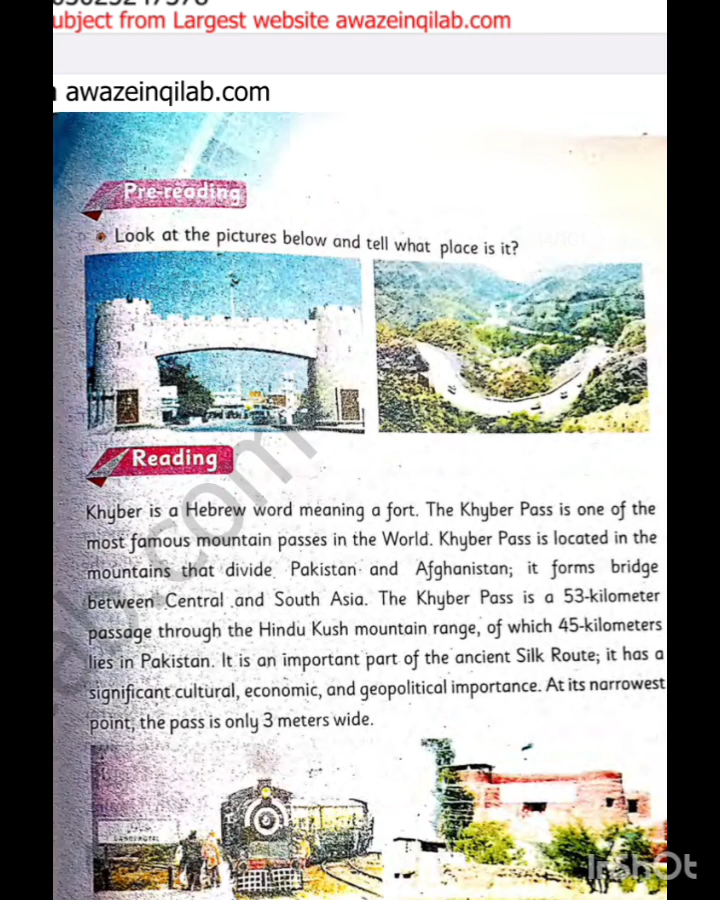 ubject from Largest website awazeinqilab.com
awazeinqilab.com
Pre-reading
Look at the pictures below and tell what place is it?
Reading
Khyber is a Hebrew word meaning a fort. The Khyber Pass is one of the
most famous mountain passes in the World. Khyber Pass is located in the
mountains that divide Pakistan and Afghanistan; it forms bridge
between Central and South Asia. The Khyber Pass is a 53-kilometer
passage through the Hindu Kush mountain range, of which 45-kilometers
lies in Pakistan. It is an important part of the ancient Silk Route; it has a
significant cultural, economic, and geopolitical importance. At its narrowest
point, the pass is only 3 meters wide.
InShOt